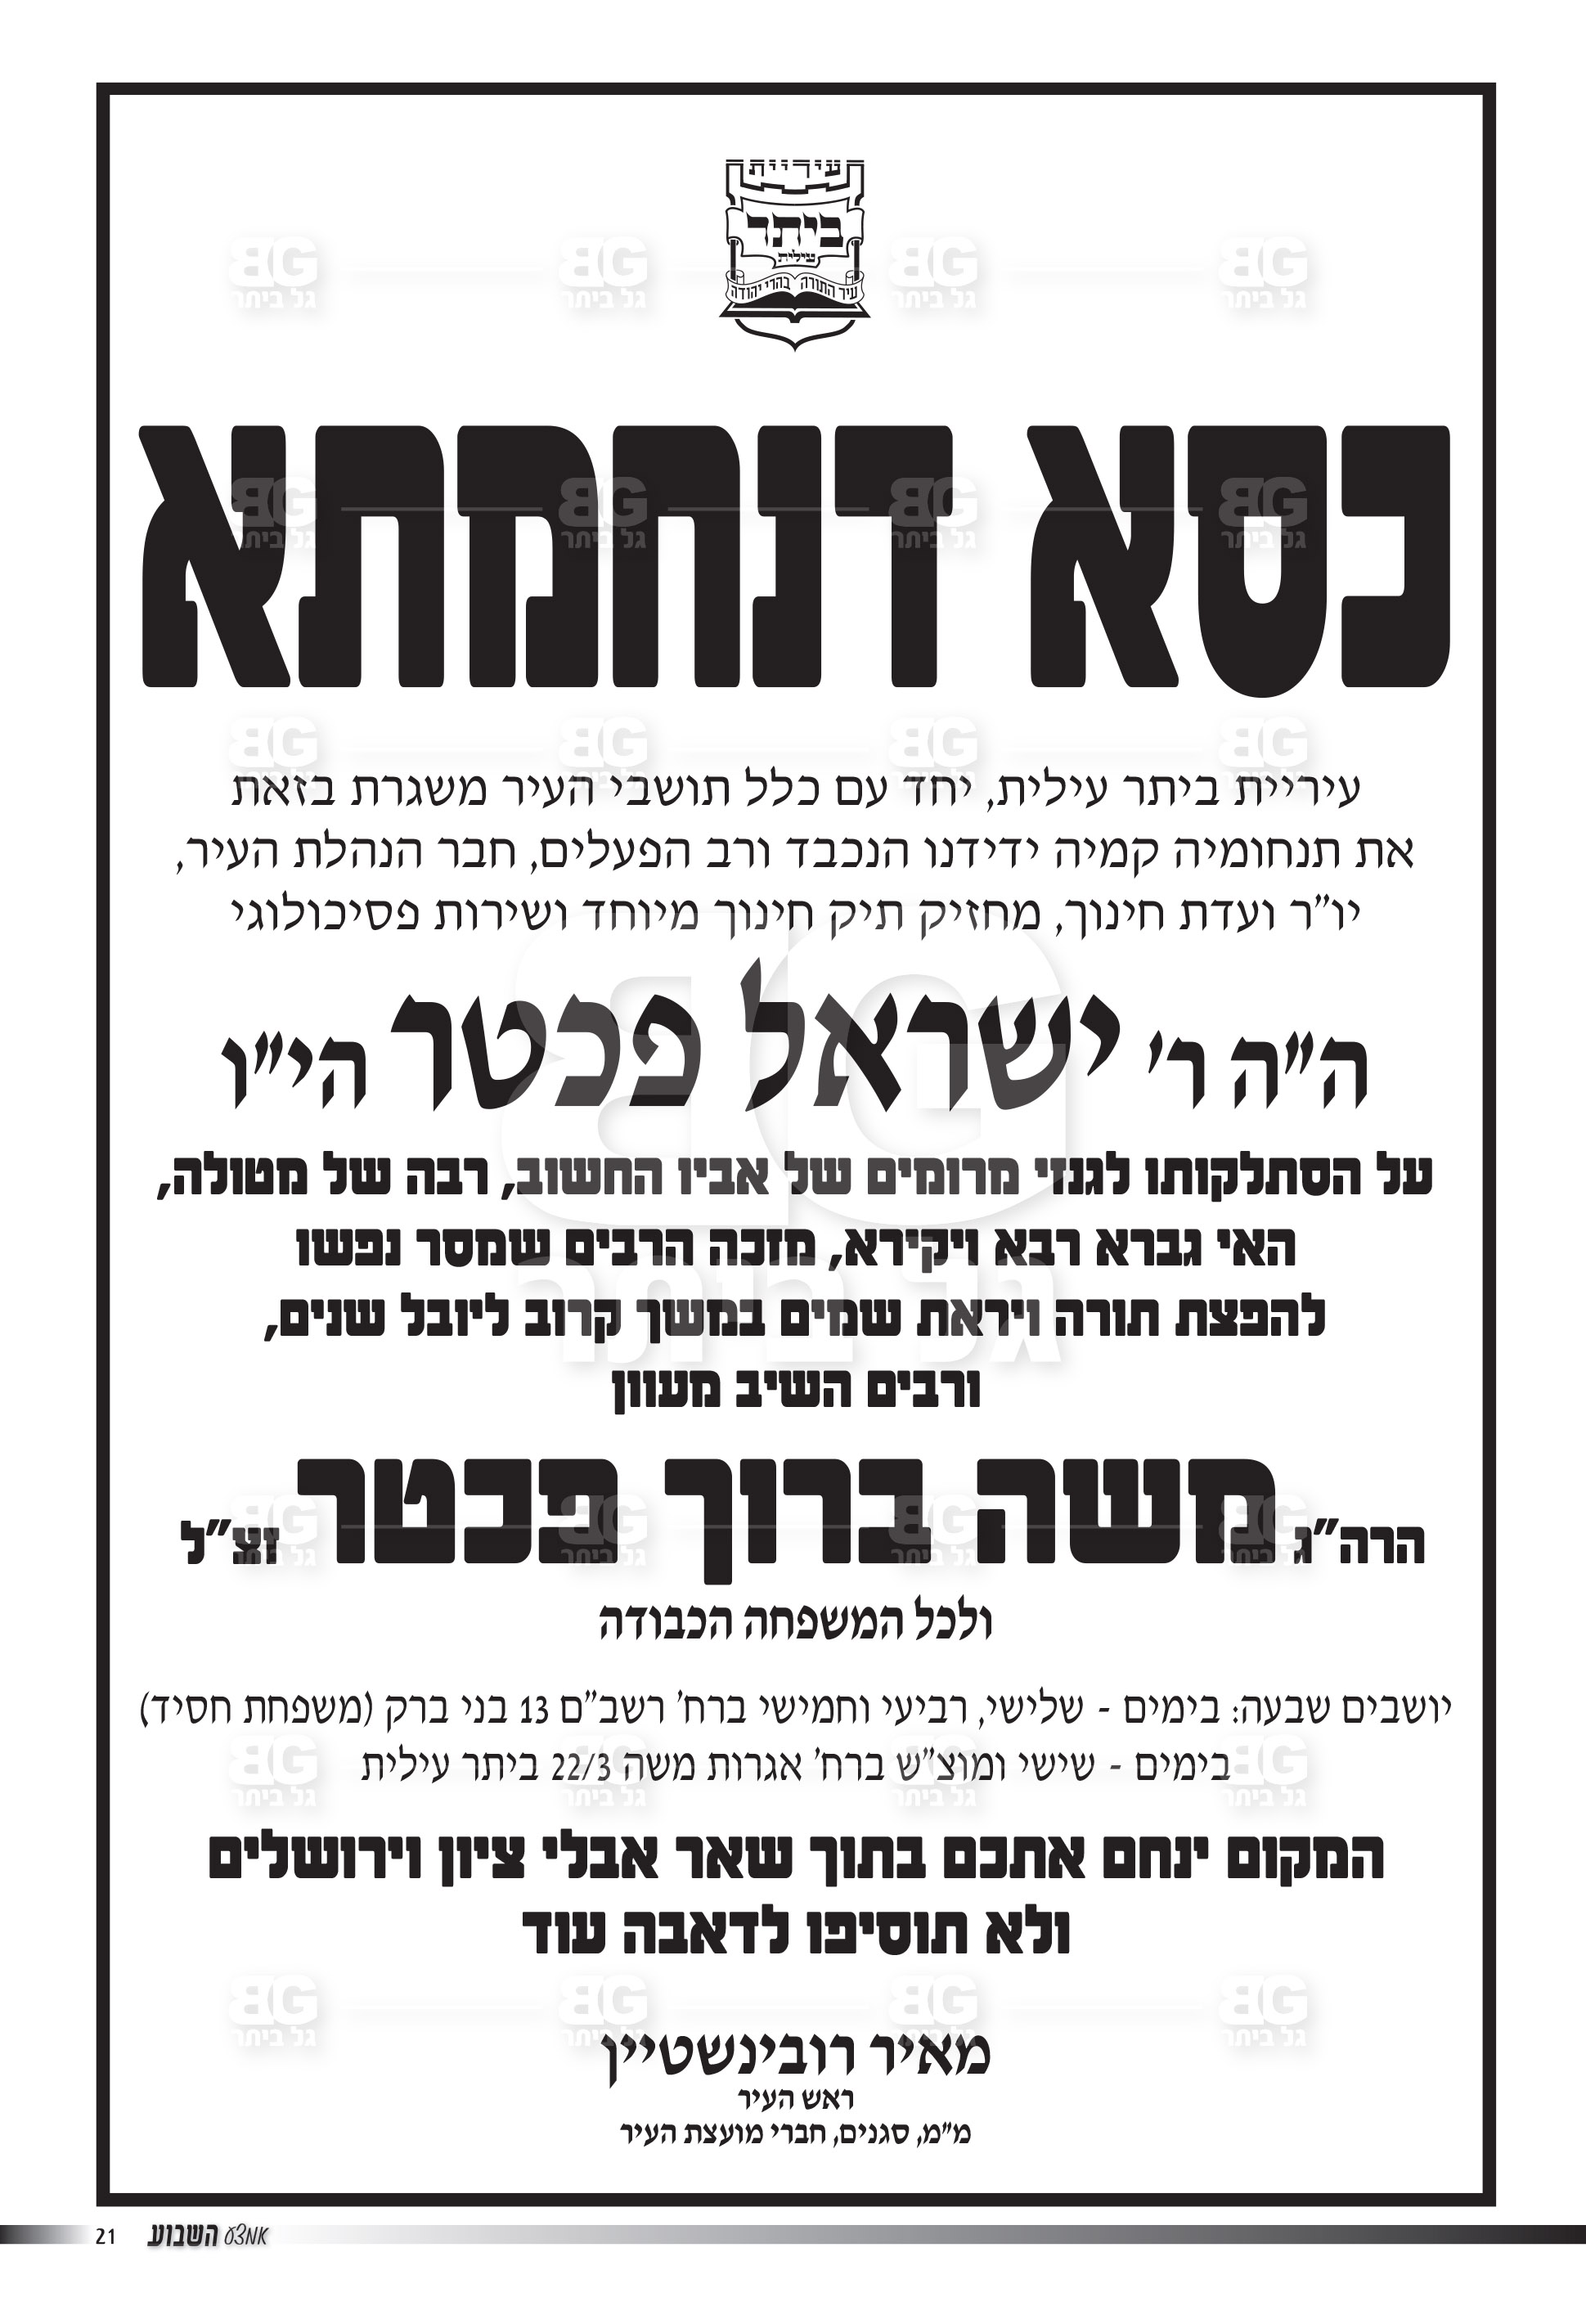 עיריית
ביתר
עילית
עיר התורה בהרי יהודה
כסא דנחמתא
עיריית ביתר עילית, יחד עם כלל תושבי העיר משגרת בזאת
את תנחומיה קמיה ידידנו הנכבד ורב הפעלים, חבר הנהלת העיר,
יו"ר ועדת חינוך, מחזיק תיק חינוך מיוחד ושירות פסיכולוגי
ה"ה ר' ישראל פכטר הי"ו
על הסתלקותו לגנזי מרומים של אביו החשוב, רבה של מטולה,
האי גברא רבא ויקירא, מזכה הרבים שמסר נפשו
להפצת תורה ויראת שמים במשך קרוב ליובל שנים,
ורבים השיב מעוון
הרה"ג משה ברוך פכטר זצ"ל
ולכל המשפחה הכבודה
יושבים שבעה: בימים - שלישי, רביעי וחמישי ברח' רשב"ם 13 בני ברק (משפחת חסיד)
בימים - שישי ומוצ"ש ברח' אגרות משה 22/3 ביתר עילית
המקום ינחם אתכם בתוך שאר אבלי ציון וירושלים
ולא תוסיפו לדאבה עוד
מאיר רובינשטיין
ראש העיר
מ"מ, סגנים, חברי מועצת העיר
BG
גל ביתר
אמצע השבוע 21